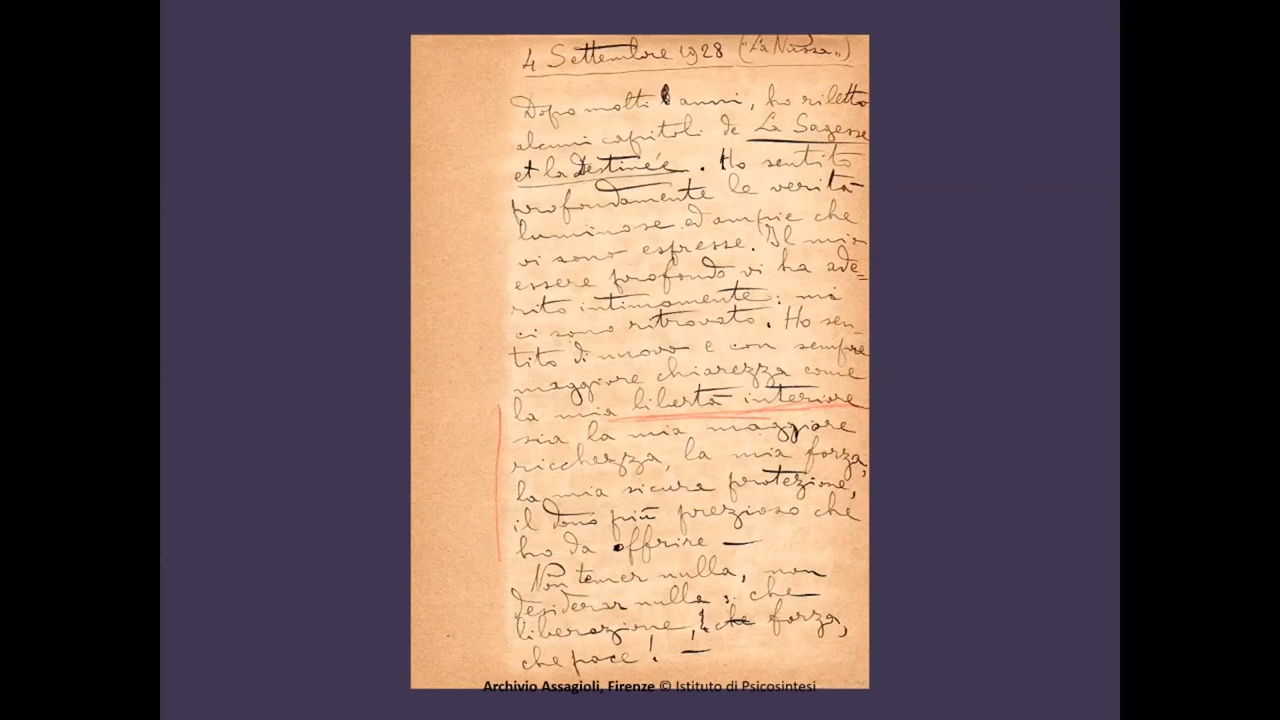 4 Settembre 1928 („La Nussa„)
Dopo molti anni, ho riletto
alcuni capitoli de La Sagesse
et la Destinée. Ho sentito
profondamente le verità
luminose ed ampie che
vi sono espresse. Il mio
essere profondo vi ha ade=
rito intimamente: mi
ci sono ritrovato. Ho sen-
tito di nuovo e con sempre
maggiore chiarezza come
la mia libertà interiore
sia la mia maggiore
ricchezza, la mia forza,
la mia sicura protezione,
il dono più prezioso che
ho da offrire —
Non temer nulla, non
desiderar nulla: che
liberazione, che forza,
che pace! —
Archivio Assagioli, Firenze © Istituto di Psicosintesi